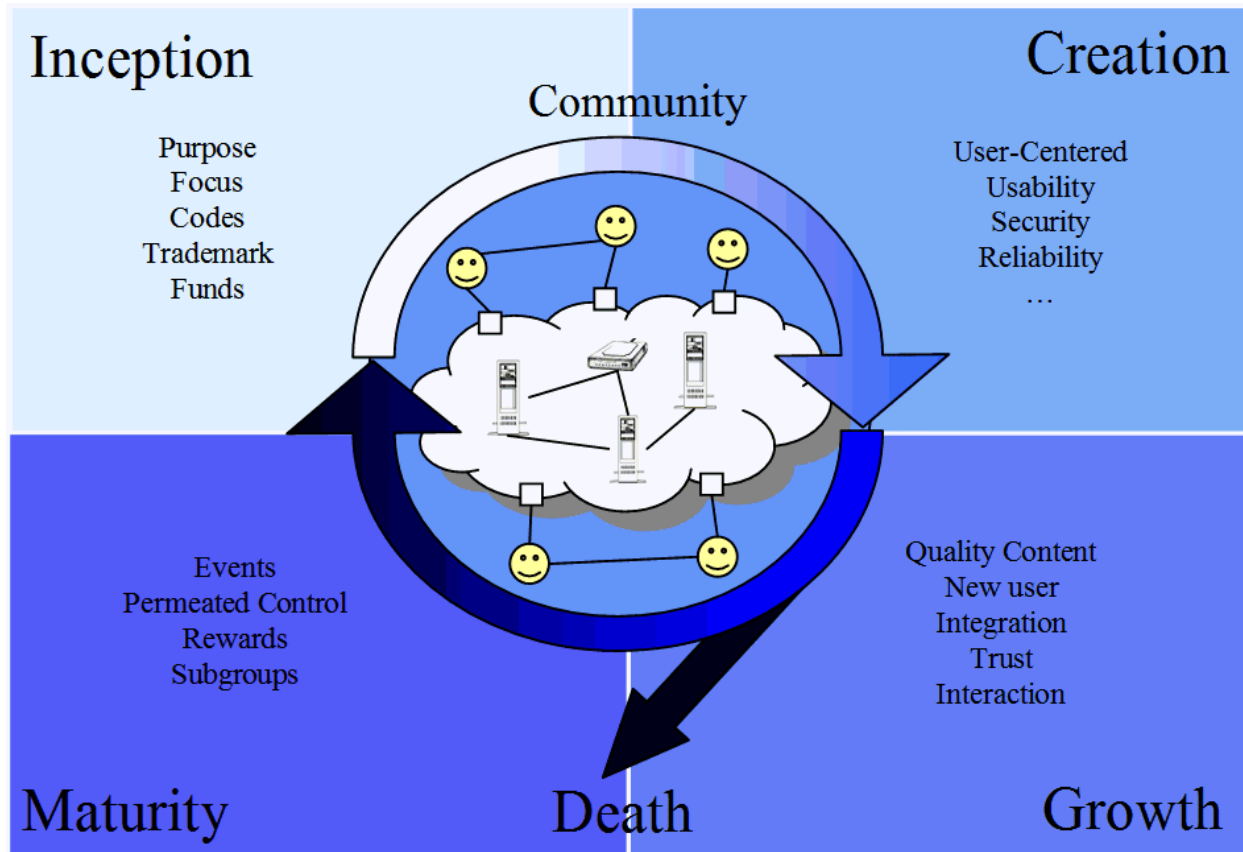 Inception
Creation
Community
Purpose
Focus
Codes
Trademark
Funds
User-Centered
Usability
Security
Reliability
…
Events
Permeated Control
Rewards
Subgroups
Quality Content
New user
Integration
Trust
Interaction
Maturity
Death
Growth